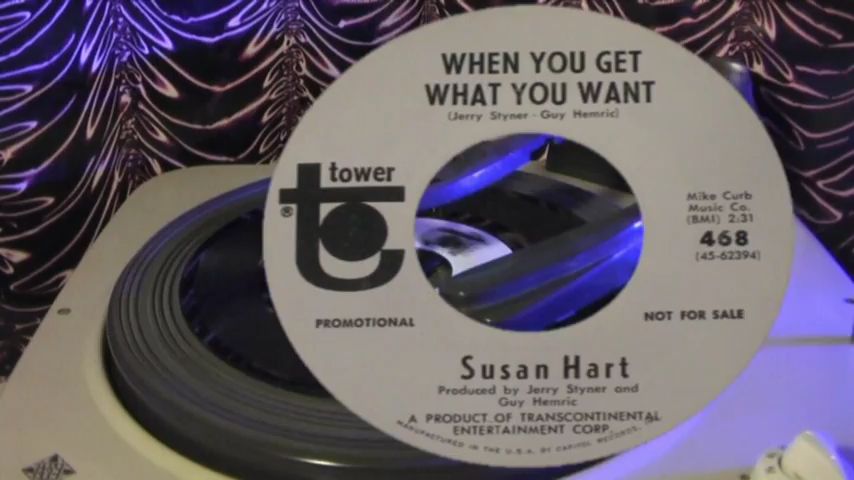 WHEN YOU GET
WHAT YOU WANT
(Jerry Styner - Guy Hemric)
tower
®
Mike Curb
Music Co.
(BMI) 2:31
468
(45-62394)
PROMOTIONAL
NOT FOR SALE
Susan Hart
Produced by Jerry Styner and
Guy Hemric
A PRODUCT OF TRANSCONTINENTAL
ENTERTAINMENT CORP.
MANUFACTURED IN THE U.S.A. BY CAPITOL RECORDS, INC.